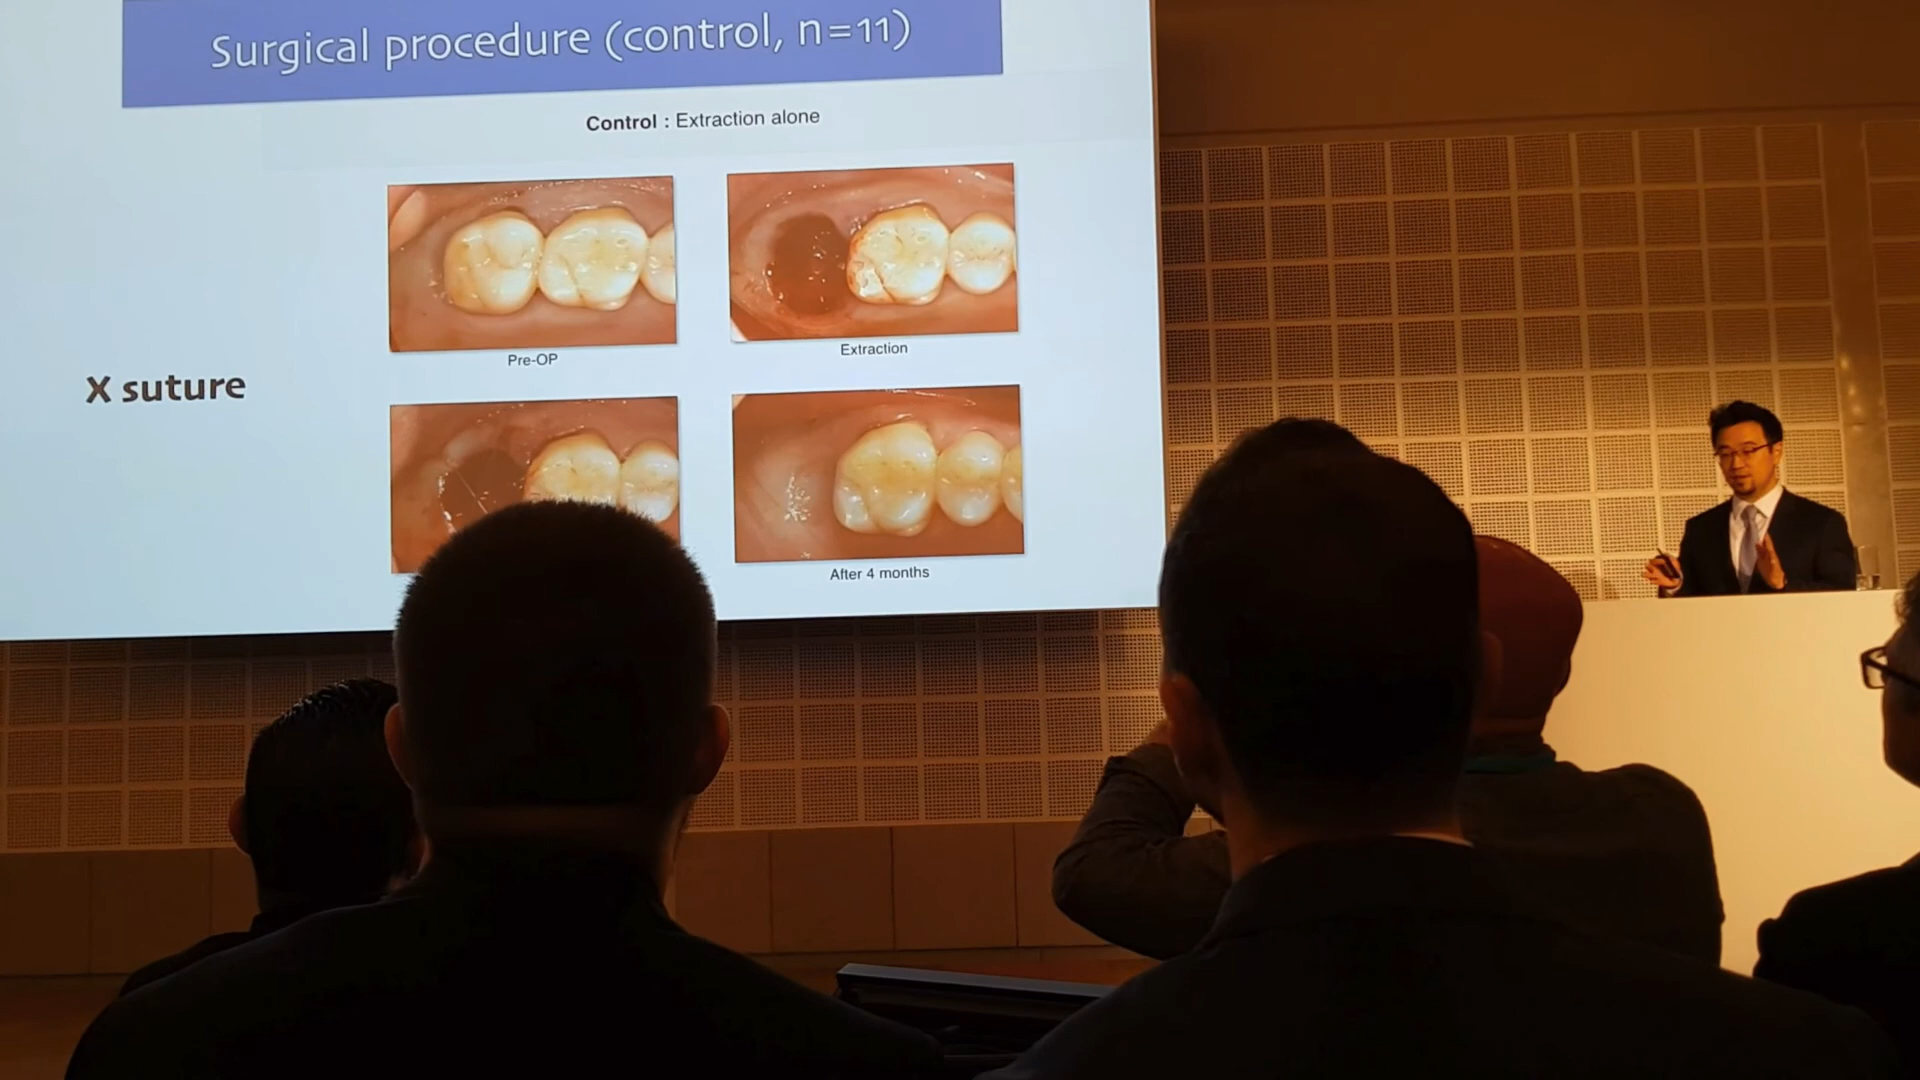 Surgical procedure (control, n=11)
Control : Extraction alone
Pre-OP
Extraction
X suture
After 4 months